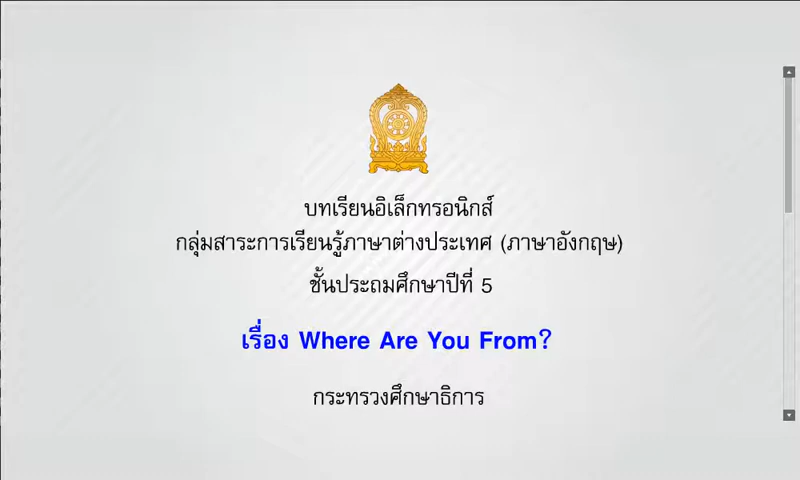 บทเรียนอิเล็กทรอนิกส์
กลุ่มสาระการเรียนรู้ภาษาต่างประเทศ (ภาษาอังกฤษ)
ชั้นประถมศึกษาปีที่ 5
เรื่อง Where Are You From?
กระทรวงศึกษาธิการ